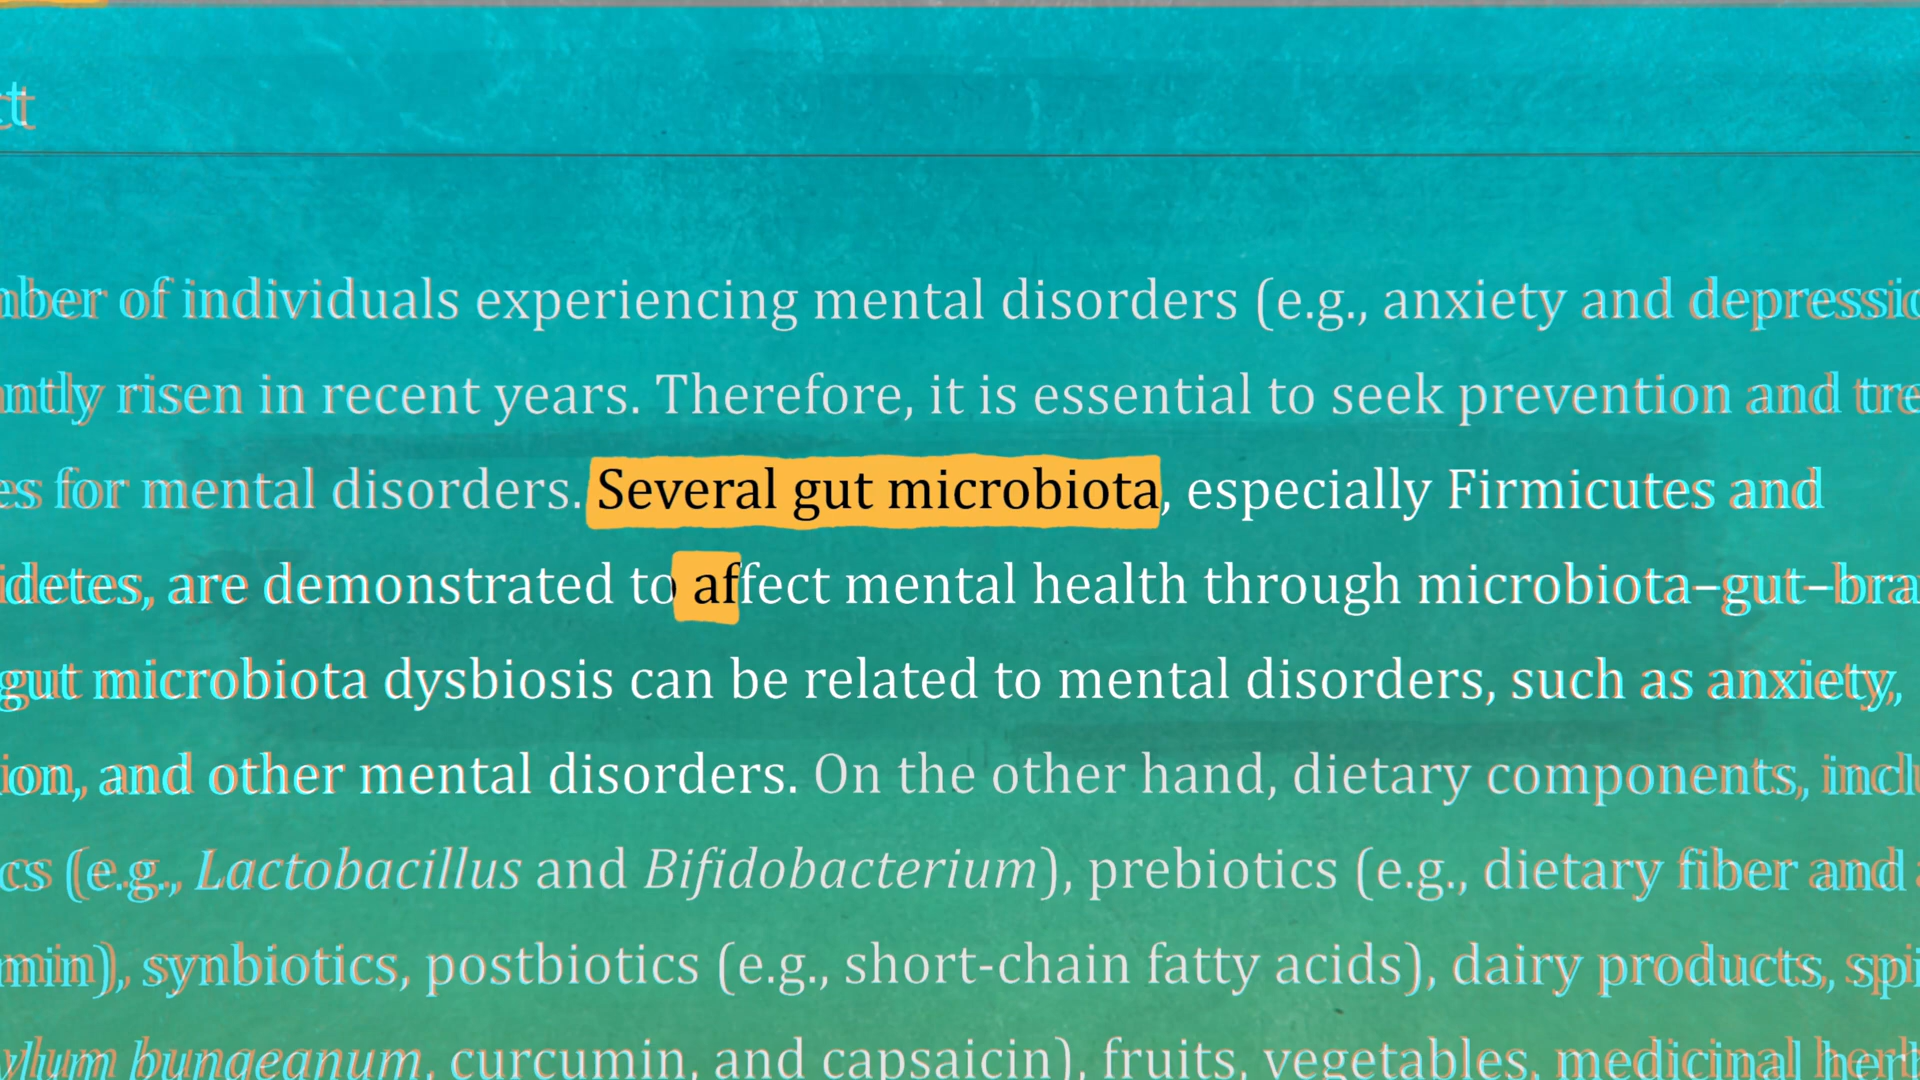 ct
mber of individuals experiencing mental disorders (e.g., anxiety and depressio
ntly risen in recent years. Therefore, it is essential to seek prevention and tre
es for mental disorders. Several gut microbiota, especially Firmicutes and
idetes, are demonstrated to affect mental health through microbiota–gut–bra
gut microbiota dysbiosis can be related to mental disorders, such as anxiety,
ion, and other mental disorders. On the other hand, dietary components, inclu
cs (e.g., Lactobacillus and Bifidobacterium), prebiotics (e.g., dietary fiber and
min), synbiotics, postbiotics (e.g., short-chain fatty acids), dairy products, spi
ylum bungeanum, curcumin, and capsaicin), fruits, vegetables, medicinal herb